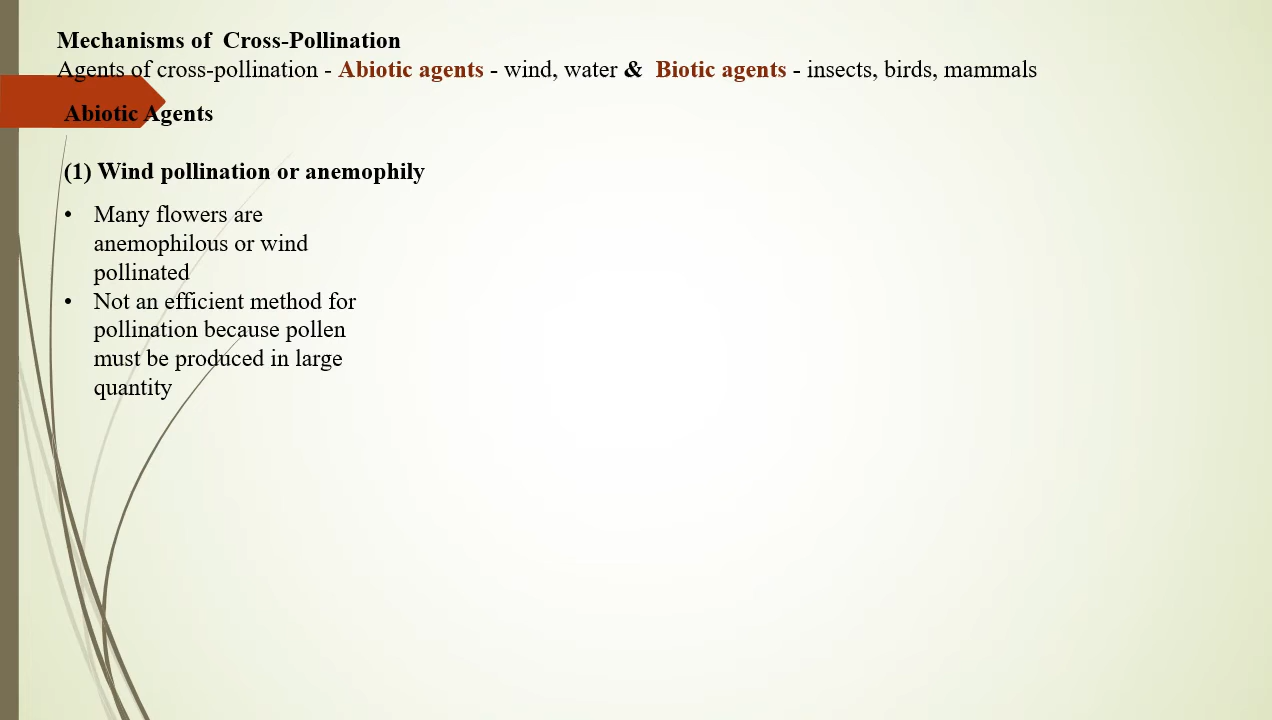 Mechanisms of  Cross-Pollination
Agents of cross-pollination - Abiotic agents - wind, water &  Biotic agents - insects, birds, mammals
Abiotic Agents
(1) Wind pollination or anemophily
• Many flowers are
anemophilous or wind
pollinated
• Not an efficient method for
pollination because pollen
must be produced in large
quantity